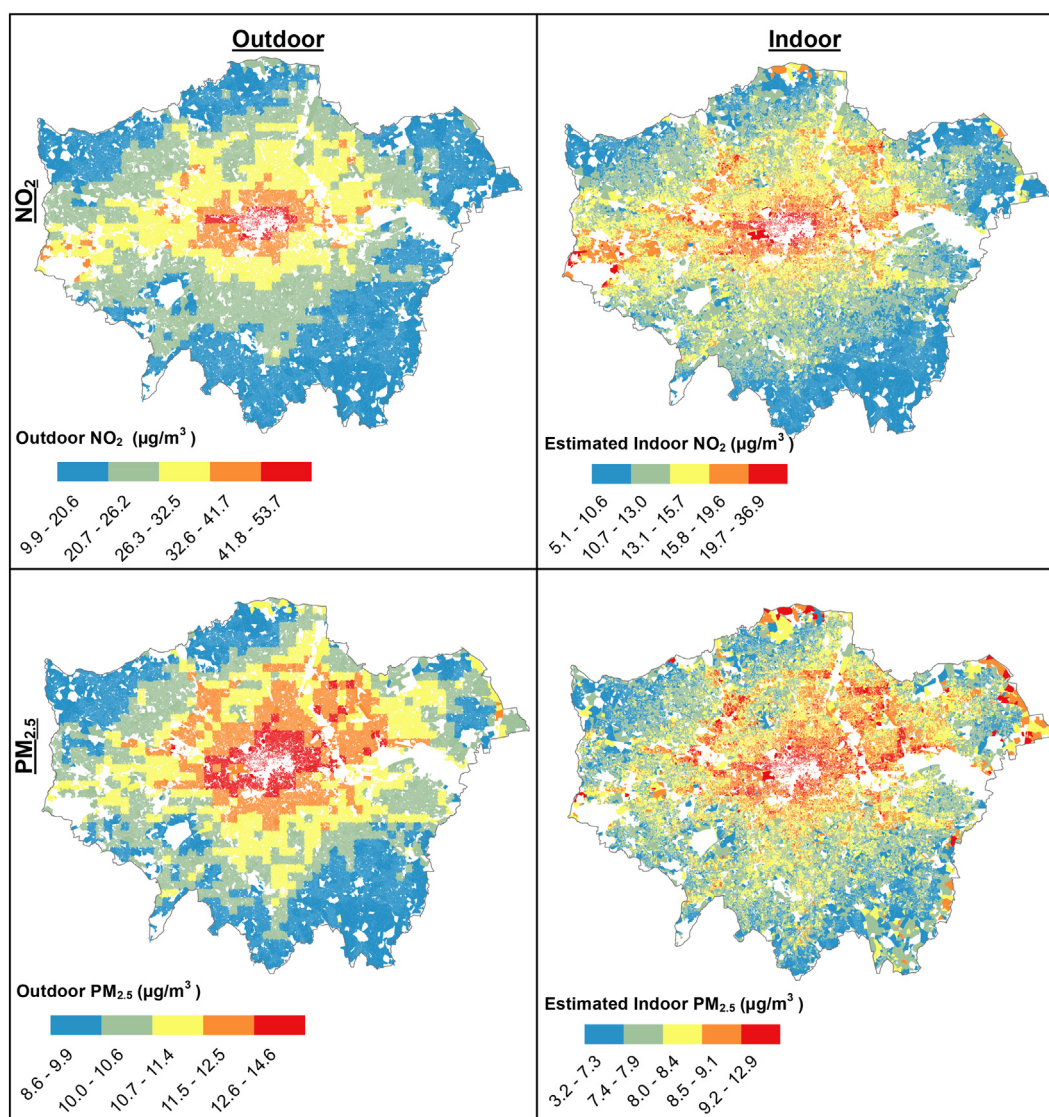 Outdoor
Indoor
NO₂
Outdoor NO₂ (µg/m³ )
9.9 - 20.6
20.7 - 26.2
26.3 - 32.5
32.6 - 41.7
41.8 - 53.7
Estimated Indoor NO₂ (µg/m³ )
5.1 - 10.6
10.7 - 13.0
13.1 - 15.7
15.8 - 19.6
19.7 - 36.9
PM₂.₅
Outdoor PM₂.₅ (µg/m³ )
8.6 - 9.9
10.0 - 10.6
10.7 - 11.4
11.5 - 12.5
12.6 - 14.6
Estimated Indoor PM₂.₅ (µg/m³ )
3.2 - 7.3
7.4 - 7.9
8.0 - 8.4
8.5 - 9.1
9.2 - 12.9